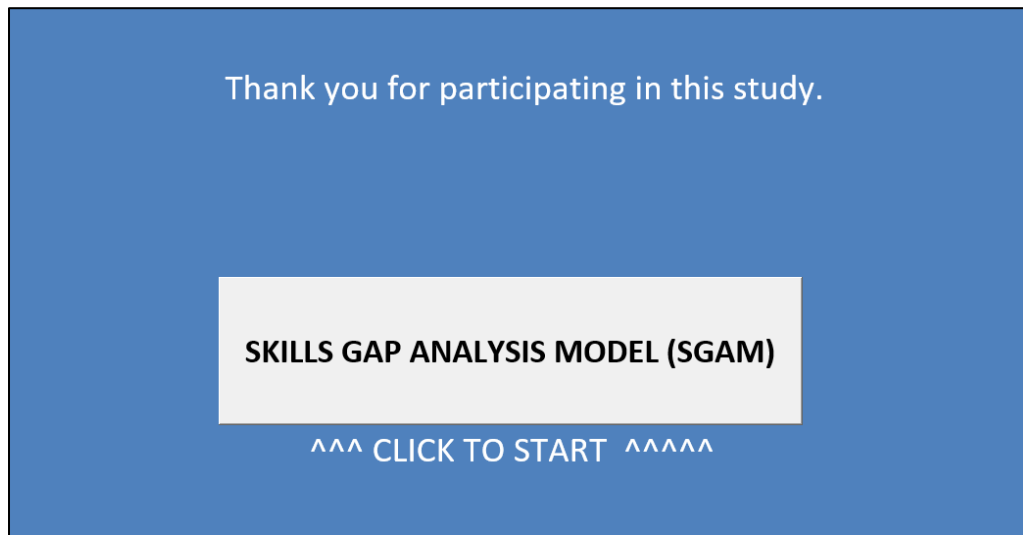 Thank you for participating in this study.
SKILLS GAP ANALYSIS MODEL (SGAM)
^^^ CLICK TO START ^^^^^